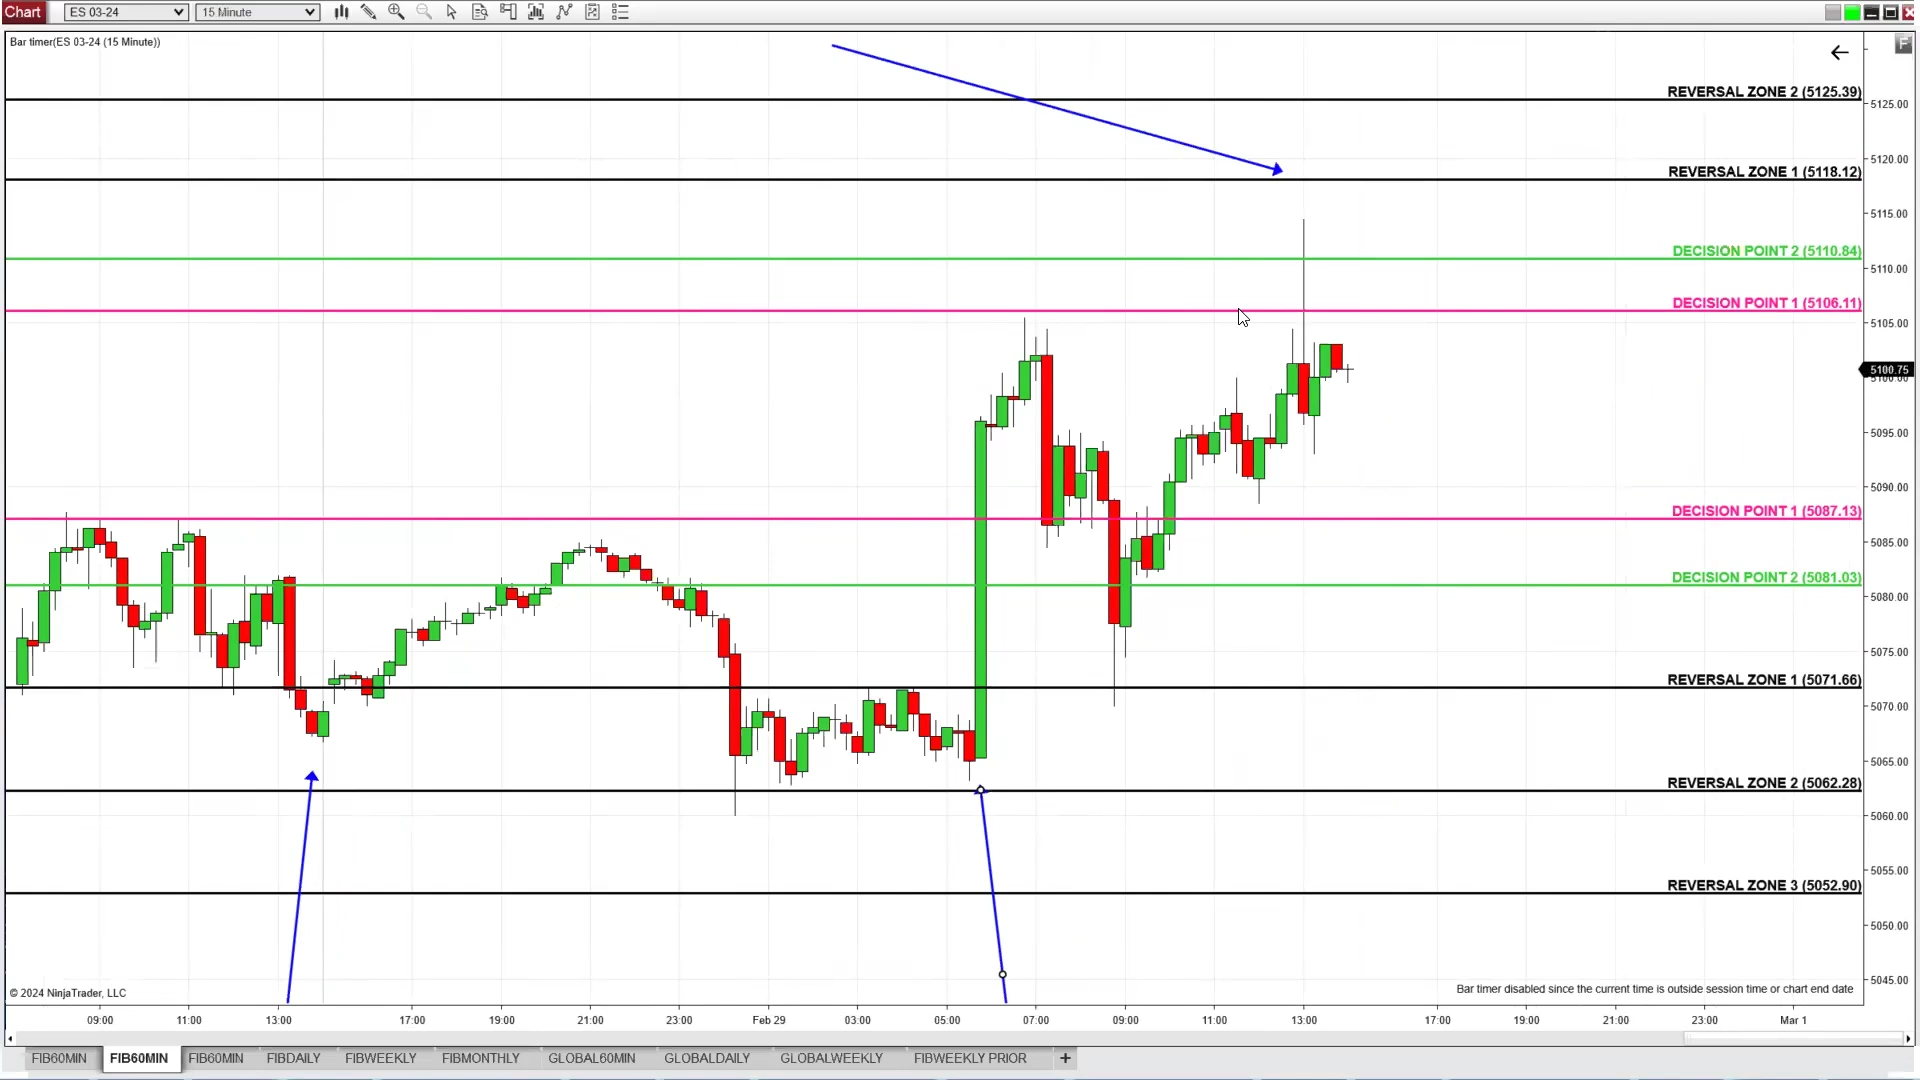 Chart ES 03-24 15 Minute
Bar timer(ES 03-24 (15 Minute))
F
REVERSAL ZONE 2 (5125.39)
5125.00
5120.00
REVERSAL ZONE 1 (5118.12)
5115.00
DECISION POINT 2 (5110.84)
5110.00
DECISION POINT 1 (5106.11)
5105.00
5100.75
5100.00
5095.00
5090.00
DECISION POINT 1 (5087.13)
5085.00
DECISION POINT 2 (5081.03)
5080.00
5075.00
REVERSAL ZONE 1 (5071.66)
5070.00
5065.00
REVERSAL ZONE 2 (5062.28)
5060.00
5055.00
REVERSAL ZONE 3 (5052.90)
5050.00
5045.00
© 2024 NinjaTrader, LLC
Bar timer disabled since the current time is outside session time or chart end date
09:00 11:00 13:00 17:00 19:00 21:00 23:00 Feb 29 03:00 05:00 07:00 09:00 11:00 13:00 17:00 19:00 21:00 23:00 Mar 1
FIB60MIN FIB60MIN FIB60MIN FIBDAILY FIBWEEKLY FIBMONTHLY GLOBAL60MIN GLOBALDAILY GLOBALWEEKLY FIBWEEKLY PRIOR +